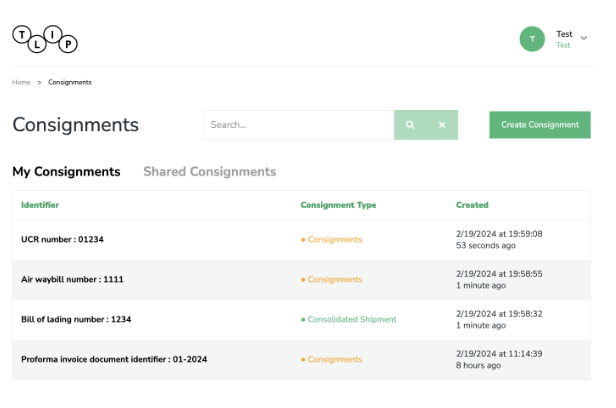 TLIP
T
Test
Test
Home > Consignments
Consignments
Search...
Create Consignment
My Consignments
Shared Consignments
Identifier
Consignment Type
Created
UCR number : 01234
Consignments
2/19/2024 at 19:59:08
53 seconds ago
Air waybill number : 1111
Consignments
2/19/2024 at 19:58:55
1 minute ago
Bill of lading number : 1234
Consolidated Shipment
2/19/2024 at 19:58:32
1 minute ago
Proforma invoice document identifier : 01-2024
Consignments
2/19/2024 at 11:14:39
8 hours ago